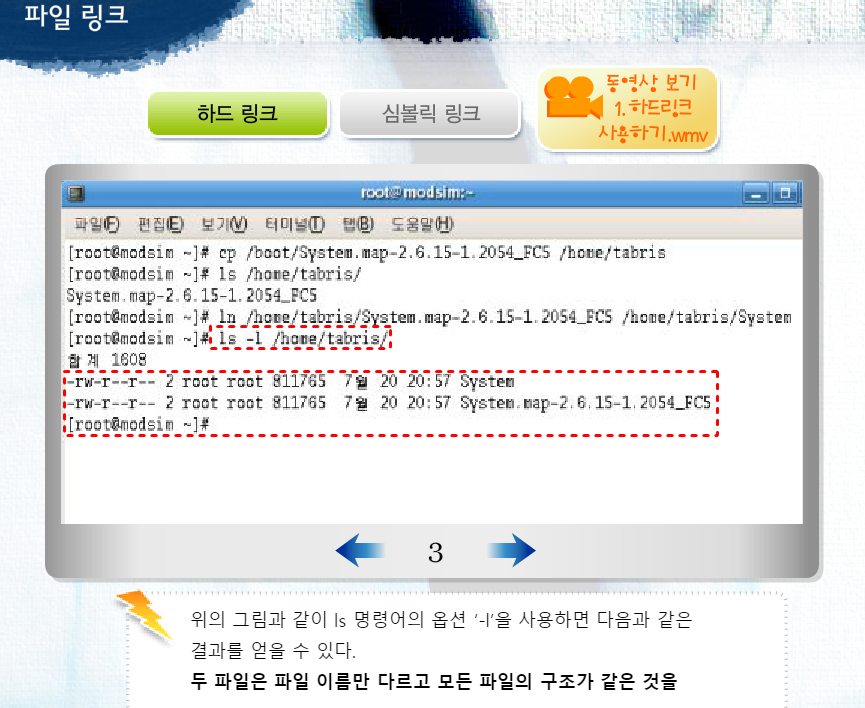 파일 링크
하드 링크
심볼릭 링크
동영상 보기
1.하드링크
사용하기.wmv
root@modsim:~
파일(F) 편집(E) 보기(V) 터미널(T) 탭(B) 도움말(H)
[root@modsim ~]# cp /boot/System.map-2.6.15-1.2054_FC5 /home/tabris
[root@modsim ~]# ls /home/tabris/
System.map-2.6.15-1.2054_FC5
[root@modsim ~]# ln /home/tabris/System.map-2.6.15-1.2054_FC5 /home/tabris/System
[root@modsim ~]# ls -l /home/tabris/
합계 1608
-rw-r--r-- 2 root root 811765 7월 20 20:57 System
-rw-r--r-- 2 root root 811765 7월 20 20:57 System.map-2.6.15-1.2054_FC5
[root@modsim ~]#
3
위의 그림과 같이 ls 명령어의 옵션 '-l'을 사용하면 다음과 같은
결과를 얻을 수 있다.
두 파일은 파일 이름만 다르고 모든 파일의 구조가 같은 것을